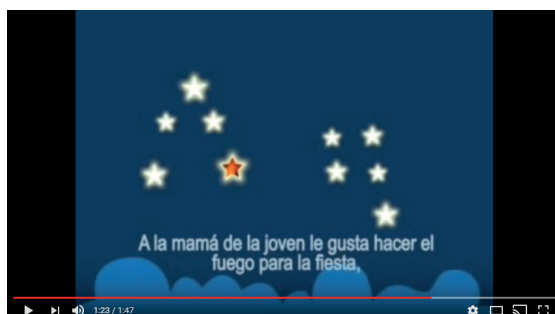 A la mamá de la joven le gusta hacer el
fuego para la fiesta,
1:23 / 1:47